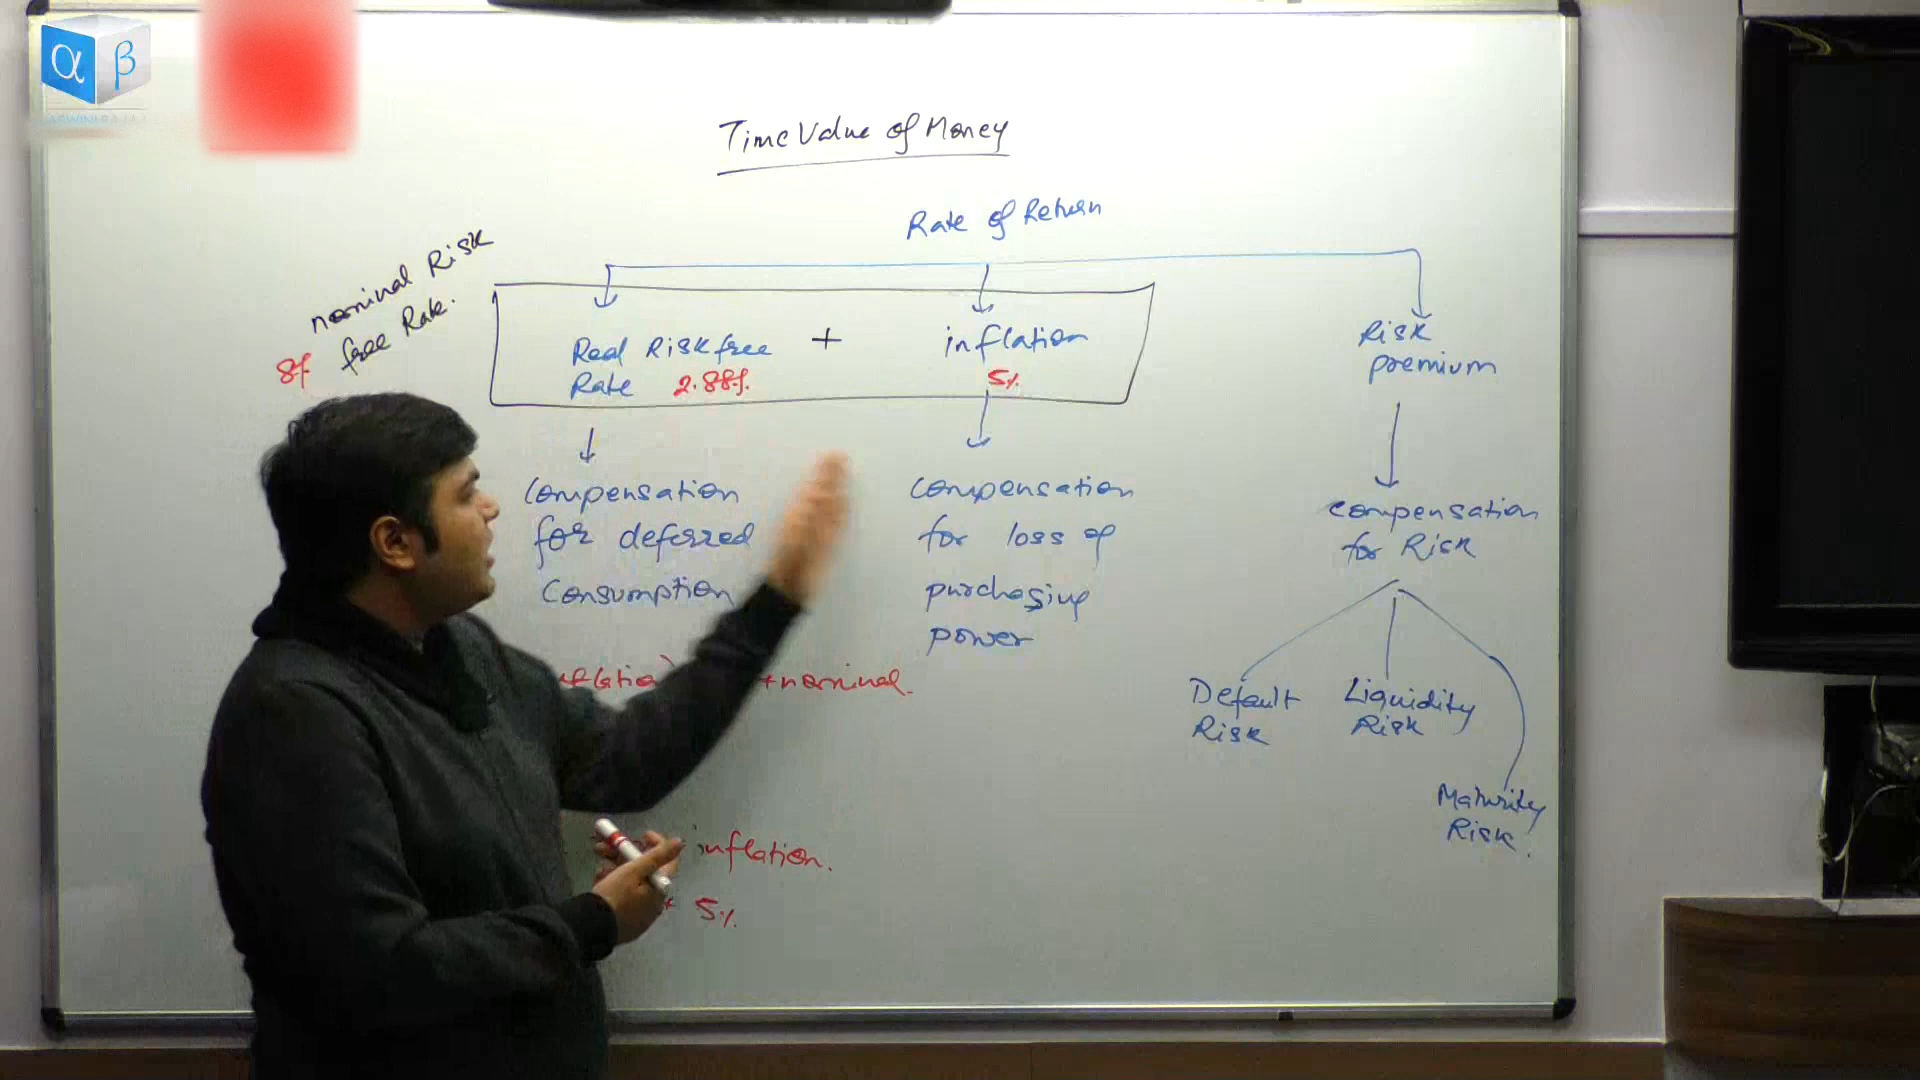 α β
Time Value of Money
Rate of Return
nominal Risk
free Rate.
8%
Real Risk free
Rate 2.88%.
+
inflation
5%
Risk
premium
Compensation
for deferred
Consumption
compensation
for loss of
purchasing
power
compensation
for Risk
Default
Risk
Liquidity
Risk
Maturity
Risk.
nominal.
inflation.
5%